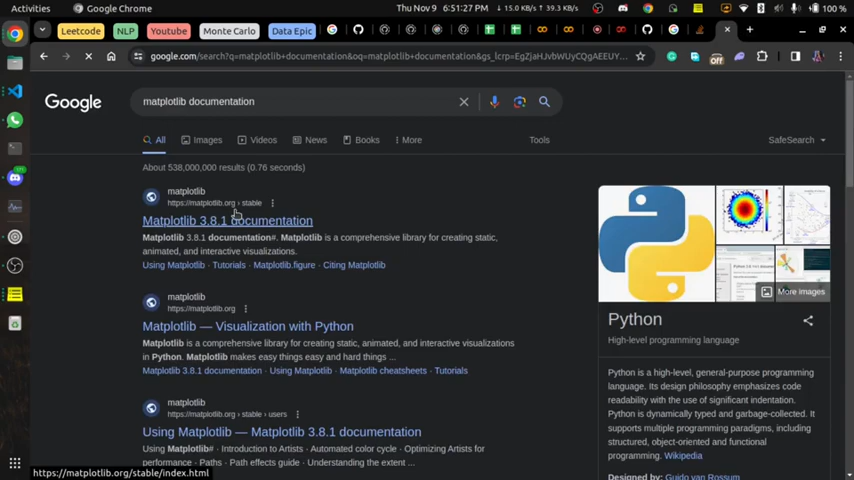 Activities
Google Chrome
Thu Nov 9 6:51:27 PM
15.0 KB/s
39.3 KB/s
100 %
Leetcode
NLP
Youtube
Monte Carlo
Data Epic
google.com/search?q=matplotlib+documentation&oq=matplotlib+documentation&gs_lcrp=EgZjaHJvbWUyCQgAEEUY...
Off
Google
matplotlib documentation
All
Images
Videos
News
Books
More
Tools
SafeSearch
About 538,000,000 results (0.76 seconds)
matplotlib
https://matplotlib.org › stable
Matplotlib 3.8.1 documentation
Matplotlib 3.8.1 documentation#. Matplotlib is a comprehensive library for creating static,
animated, and interactive visualizations.
Using Matplotlib · Tutorials · Matplotlib.figure · Citing Matplotlib
matplotlib
https://matplotlib.org
Matplotlib — Visualization with Python
Matplotlib is a comprehensive library for creating static, animated, and interactive visualizations
in Python. Matplotlib makes easy things easy and hard things ...
Matplotlib 3.8.1 documentation · Using Matplotlib · Matplotlib cheatsheets · Tutorials
matplotlib
https://matplotlib.org › stable › users
Using Matplotlib — Matplotlib 3.8.1 documentation
Using Matplotlib# · Introduction to Artists · Automated color cycle · Optimizing Artists for
performance · Paths · Path effects guide · Understanding the extent ...
More images
Python
High-level programming language
Python is a high-level, general-purpose programming
language. Its design philosophy emphasizes code
readability with the use of significant indentation.
Python is dynamically typed and garbage-collected. It
supports multiple programming paradigms, including
structured, object-oriented and functional
programming. Wikipedia
Designed by: Guido van Rossum
https://matplotlib.org/stable/index.html